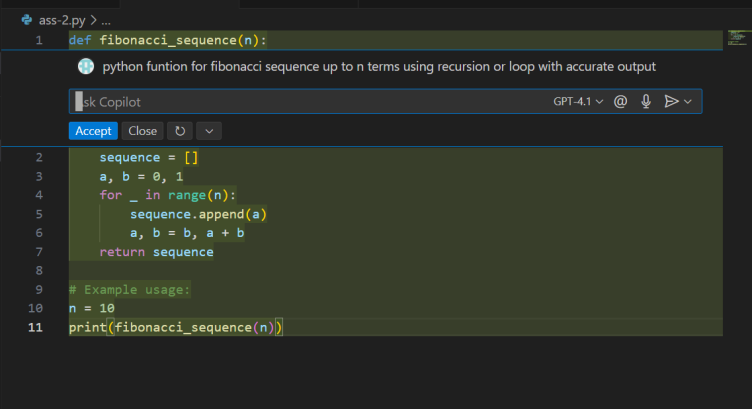 ass-2.py > ...
1 def fibonacci_sequence(n):
python funtion for fibonacci sequence up to n terms using recursion or loop with accurate output
sk Copilot GPT-4.1
Accept Close
2 sequence = []
3 a, b = 0, 1
4 for _ in range(n):
5 sequence.append(a)
6 a, b = b, a + b
7 return sequence
8
9 # Example usage:
10 n = 10
11 print(fibonacci_sequence(n))